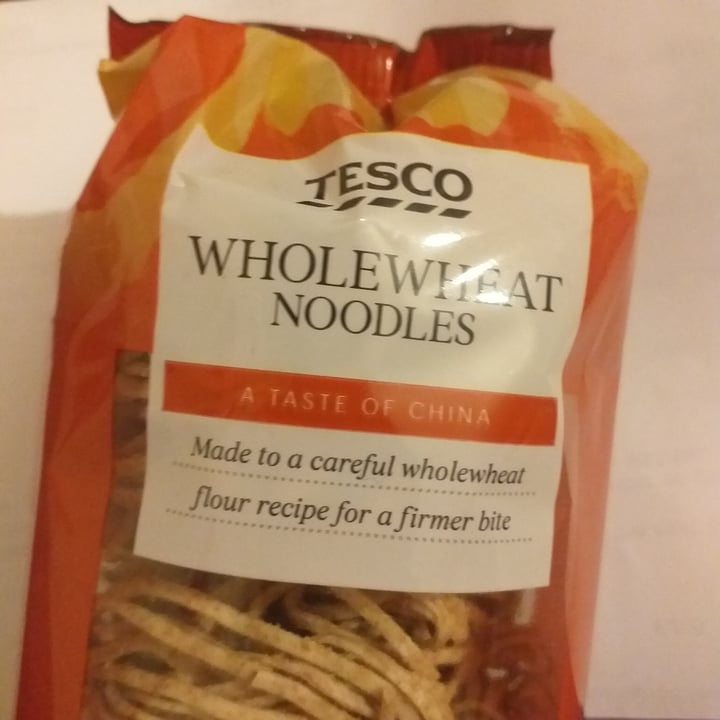 TESCO
WHOLEWHEAT
NOODLES
A TASTE OF CHINA
Made to a careful wholewheat
flour recipe for a firmer bite